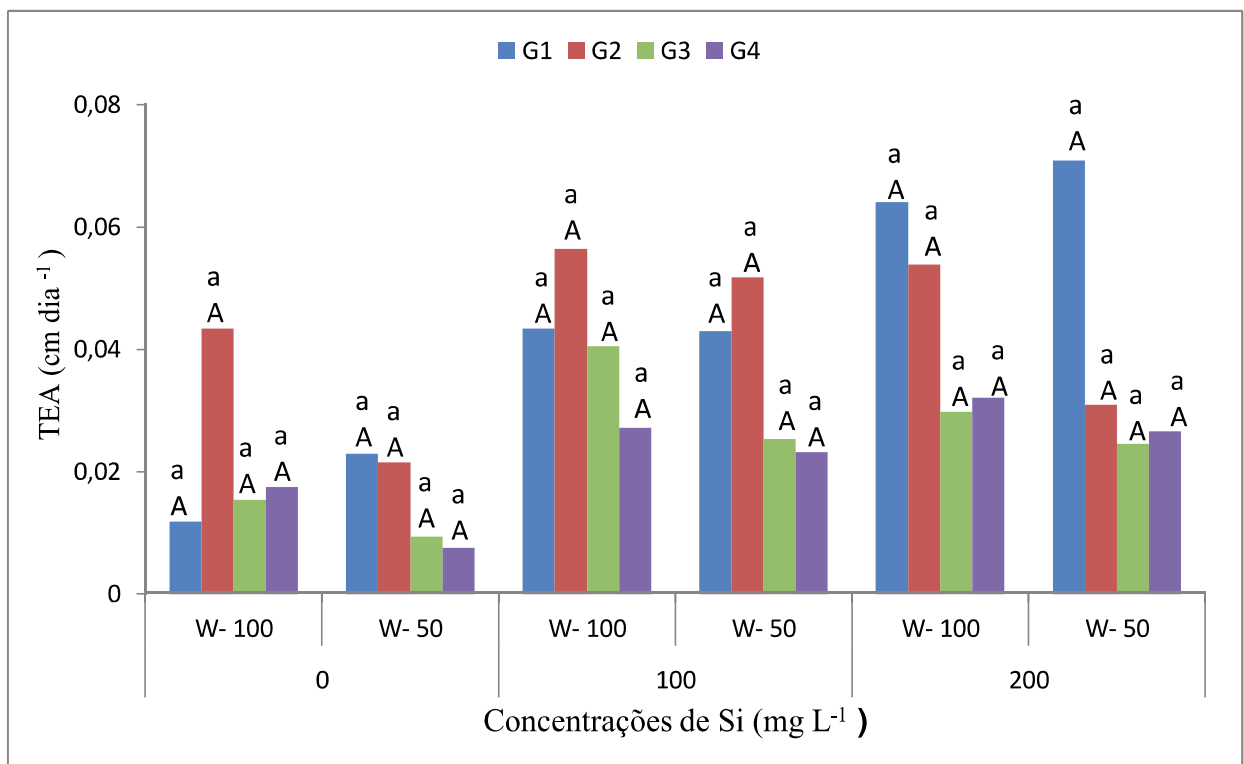 G1 G2 G3 G4
TEA (cm dia -1 )
0,08
0,06
0,04
0,02
0
a A a A a A a A
a A a A a A a A
a A a A a A a A
a A a A a A a A
a A a A a A a A
a A a A a A a A
W- 100 W- 50 W- 100 W- 50 W- 100 W- 50
0 100 200
Concentrações de Si (mg L-1 )